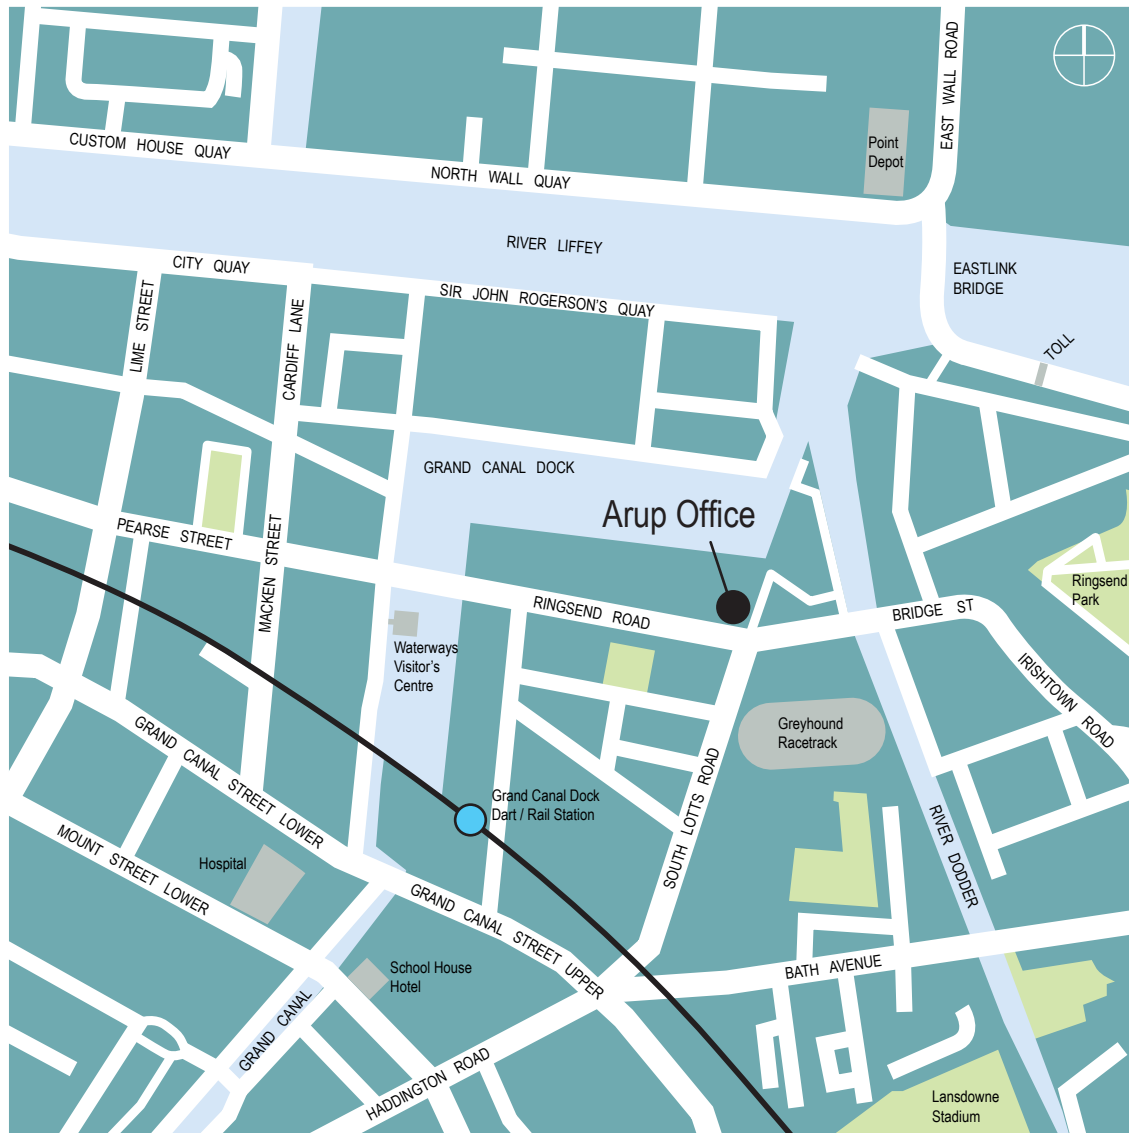 EAST WALL ROAD
CUSTOM HOUSE QUAY
Point
Depot
NORTH WALL QUAY
RIVER LIFFEY
CITY QUAY
EASTLINK
BRIDGE
SIR JOHN ROGERSON'S QUAY
LIME STREET
CARDIFF LANE
TOLL
GRAND CANAL DOCK
Arup Office
PEARSE STREET
MACKEN STREET
Ringsend
Park
RINGSEND ROAD
BRIDGE ST
Waterways
Visitor's
Centre
IRISHTOWN ROAD
GRAND CANAL STREET LOWER
Greyhound
Racetrack
Grand Canal Dock
Dart / Rail Station
SOUTH LOTTS ROAD
MOUNT STREET LOWER
Hospital
RIVER DODDER
GRAND CANAL STREET UPPER
School House
Hotel
BATH AVENUE
GRAND CANAL
HADDINGTON ROAD
Lansdowne
Stadium